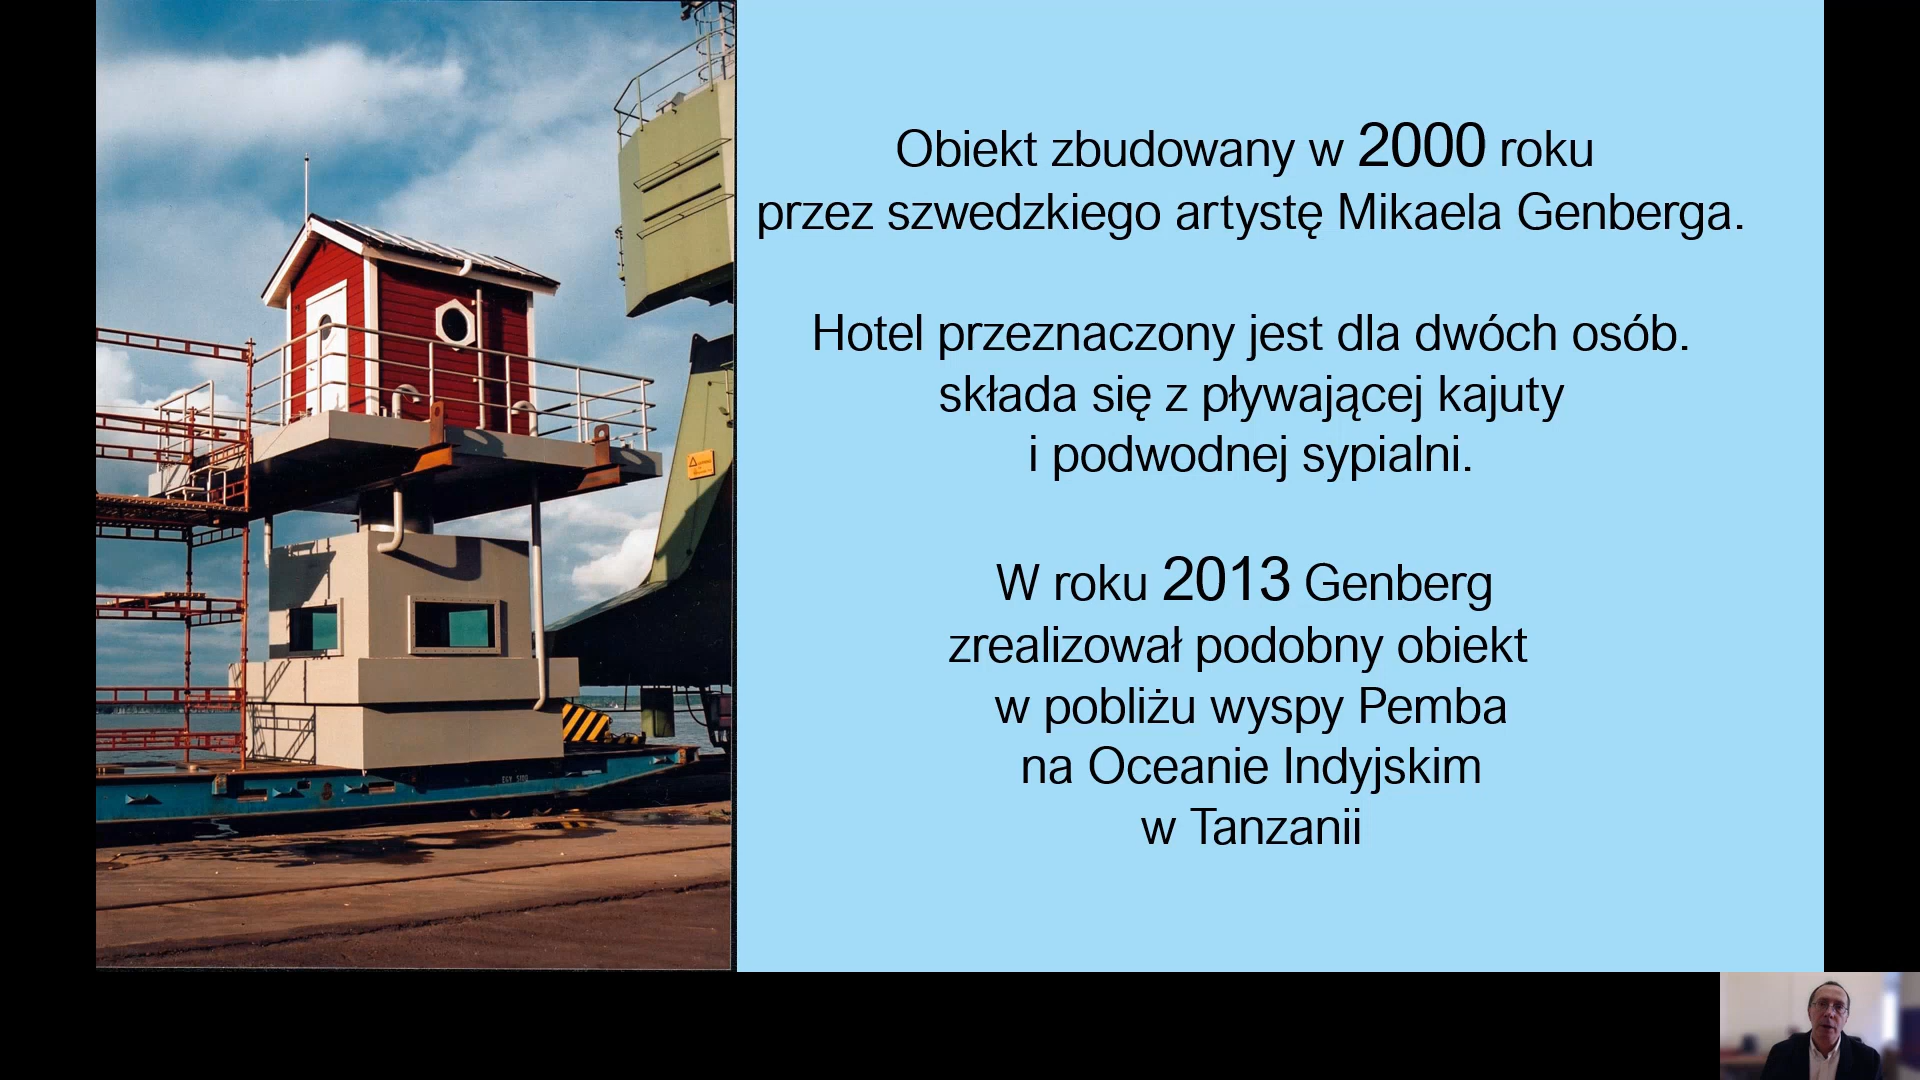 Obiekt zbudowany w 2000 roku
przez szwedzkiego artystę Mikaela Genberga.
Hotel przeznaczony jest dla dwóch osób.
składa się z pływającej kajuty
i podwodnej sypialni.
W roku 2013 Genberg
zrealizował podobny obiekt
w pobliżu wyspy Pemba
na Oceanie Indyjskim
w Tanzanii